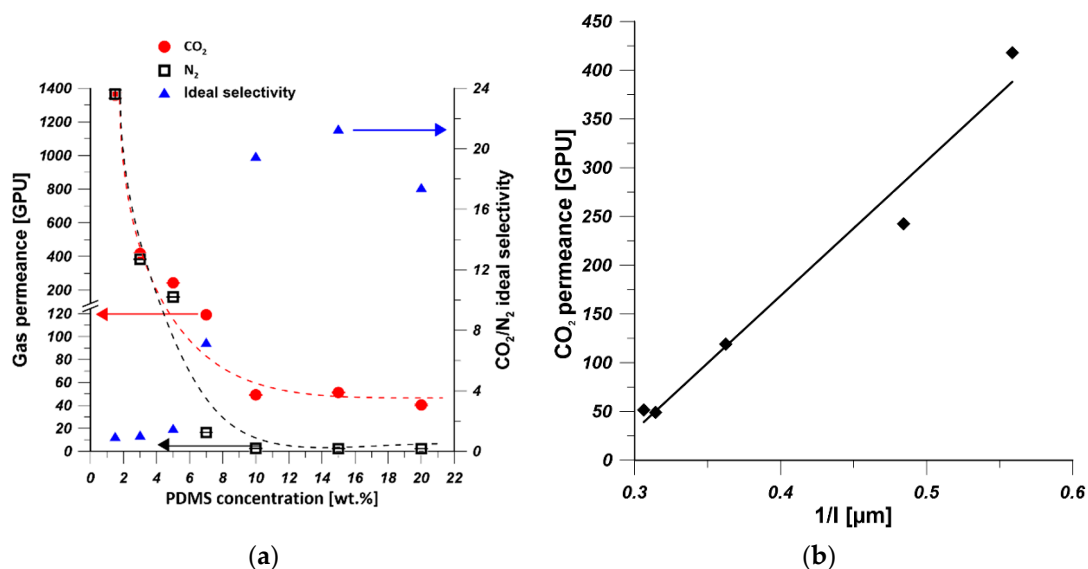 CO2
N2
Ideal selectivity
Gas permeance [GPU]
1400
1200
1000
800
600
400
200
120
100
80
60
40
20
0
24
20
16
12
8
4
0
CO2/N2 ideal selectivity
0 2 4 6 8 10 12 14 16 18 20 22
PDMS concentration [wt.%]
(a)
CO2 permeance [GPU]
450
400
350
300
250
200
150
100
50
0
0.3 0.4 0.5 0.6
1/l [μm]
(b)